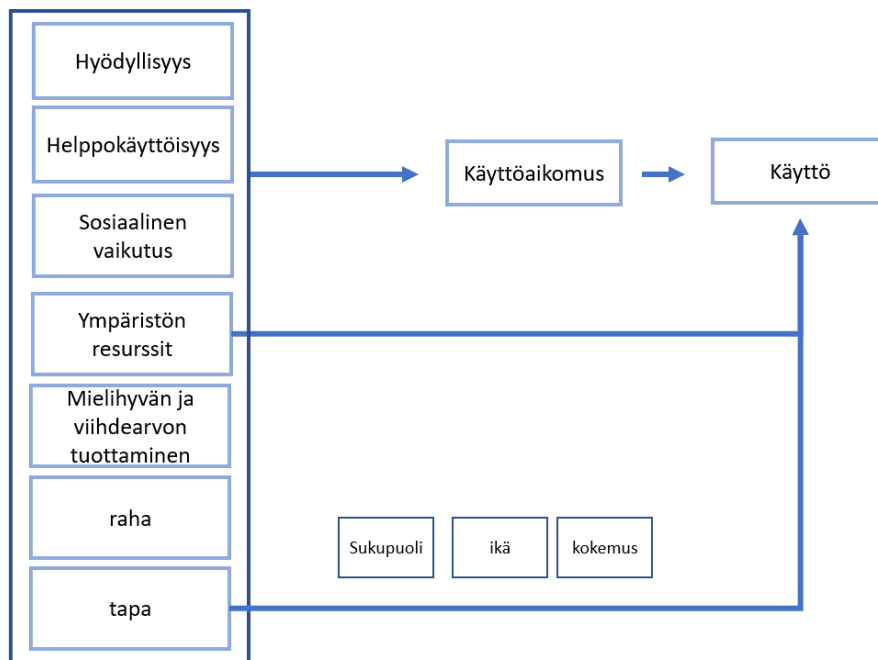 Hyödyllisyys
Helppokäyttöisyys
Sosiaalinen
vaikutus
Ympäristön
resurssit
Mielihyvän ja
viihdearvon
tuottaminen
raha
tapa
Käyttöaikomus
Käyttö
Sukupuoli
ikä
kokemus